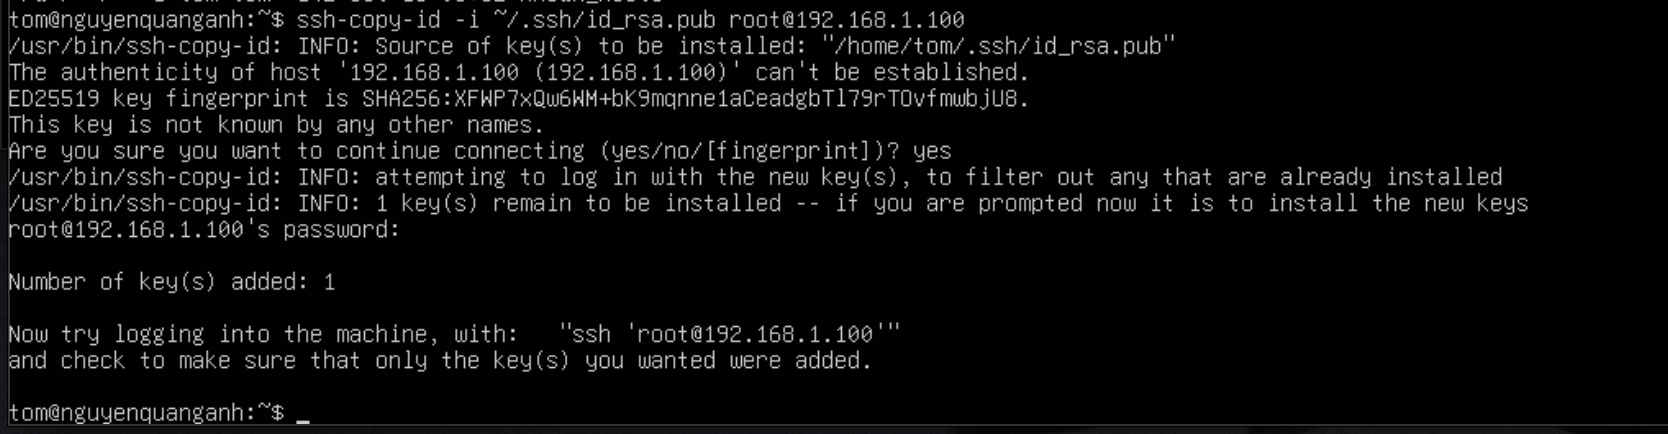 tom@nguyenquanganh:~$ ssh-copy-id -i ~/.ssh/id_rsa.pub root@192.168.1.100
/usr/bin/ssh-copy-id: INFO: Source of key(s) to be installed: "/home/tom/.ssh/id_rsa.pub"
The authenticity of host '192.168.1.100 (192.168.1.100)' can't be established.
ED25519 key fingerprint is SHA256:XFWP7xQw6WM+bK9mqnne1aCeadgbTl79rTOvfmwbjU8.
This key is not known by any other names.
Are you sure you want to continue connecting (yes/no/[fingerprint])? yes
/usr/bin/ssh-copy-id: INFO: attempting to log in with the new key(s), to filter out any that are already installed
/usr/bin/ssh-copy-id: INFO: 1 key(s) remain to be installed -- if you are prompted now it is to install the new keys
root@192.168.1.100's password:
Number of key(s) added: 1
Now try logging into the machine, with:   "ssh 'root@192.168.1.100'"
and check to make sure that only the key(s) you wanted were added.
tom@nguyenquanganh:~$ _